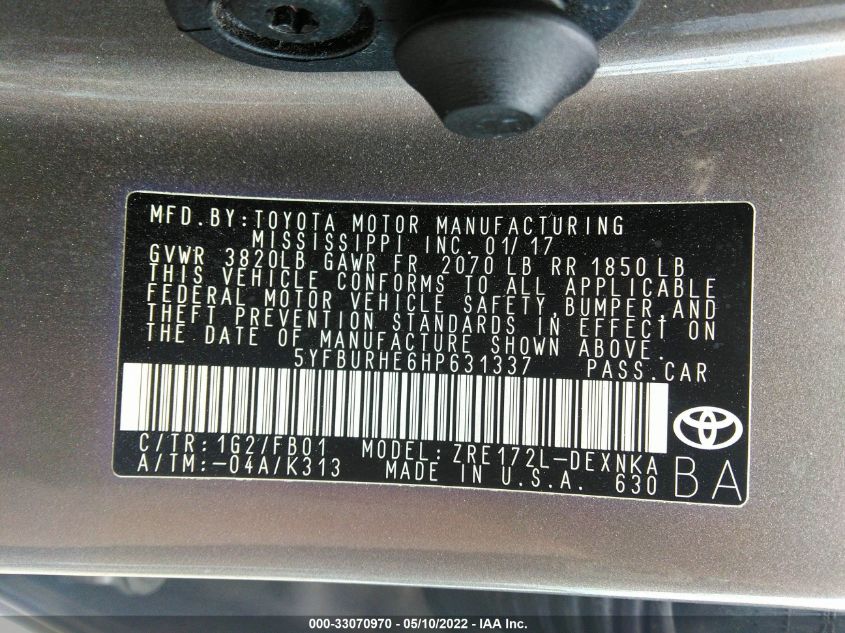 MFD.BY:TOYOTA MOTOR MANUFACTURING
MISSISSIPPI INC. 01/17
GVWR 3820LB GAWR FR 2070 LB RR 1850 LB
THIS VEHICLE CONFORMS TO ALL APPLICABLE
FEDERAL MOTOR VEHICLE SAFETY,BUMPER,AND
THEFT PREVENTION STANDARDS IN EFFECT ON
THE DATE OF MANUFACTURE SHOWN ABOVE.
5YFBURHE6HP631337 PASS.CAR
C/TR:1G2/FB01 MODEL:ZRE172L-DEXNKA
A/TM:-04A/K313 MADE IN U.S.A. 630
BA
000-33070970 — 05/10/2022 — IAA Inc.